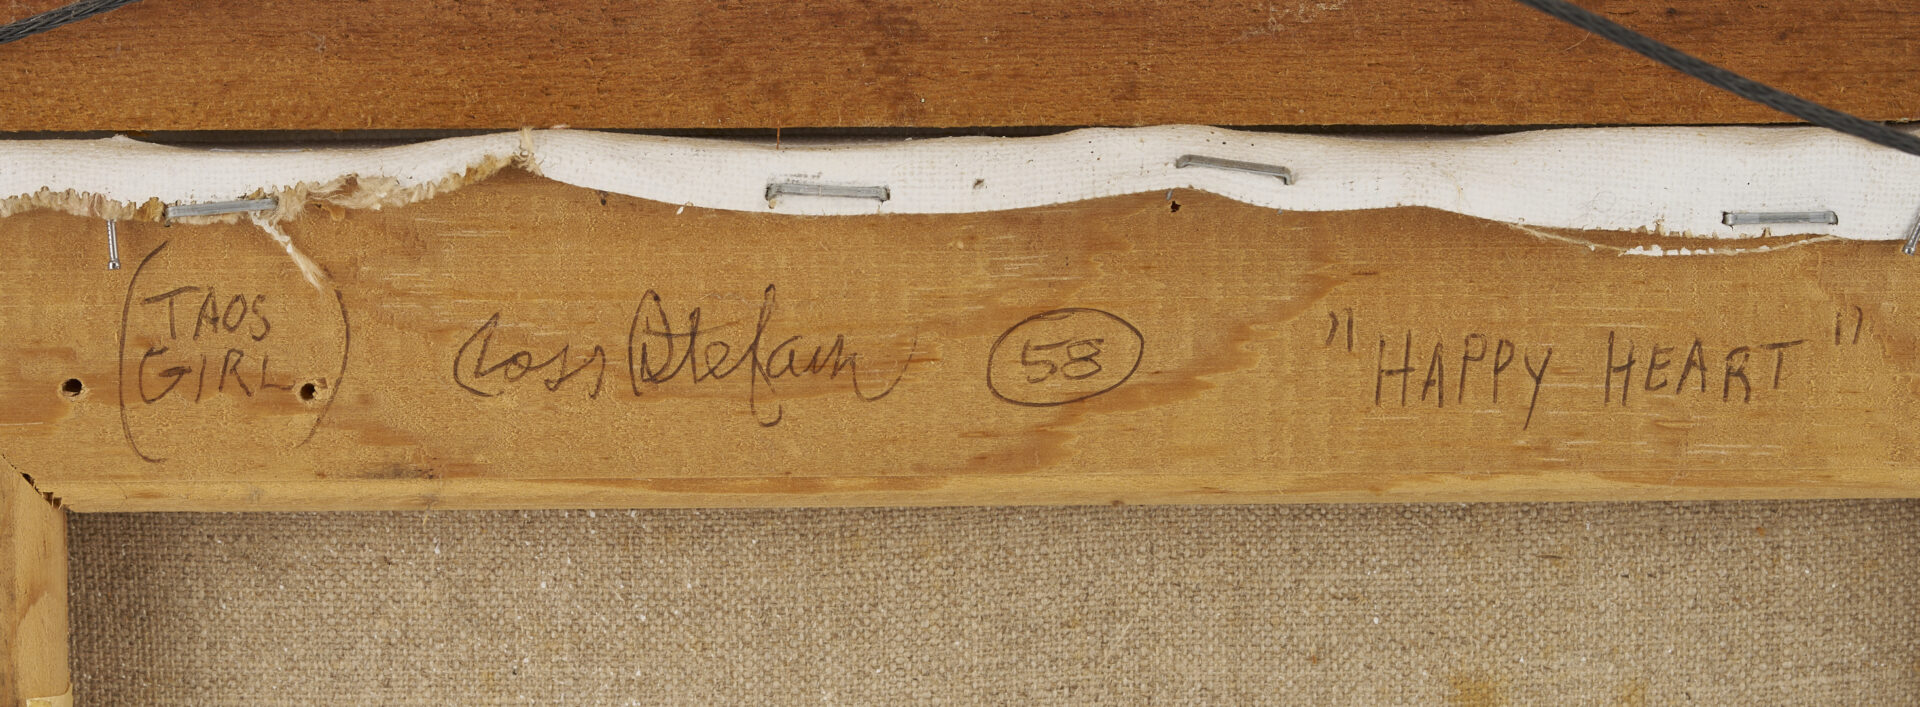 (TAOS
GIRL)
Ross Stefan
58
"HAPPY HEART"